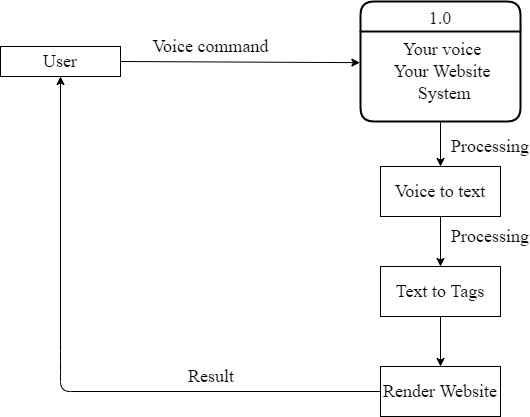 1.0
Voice command
User
Your voice
Your Website
System
Processing
Voice to text
Processing
Text to Tags
Result
Render Website